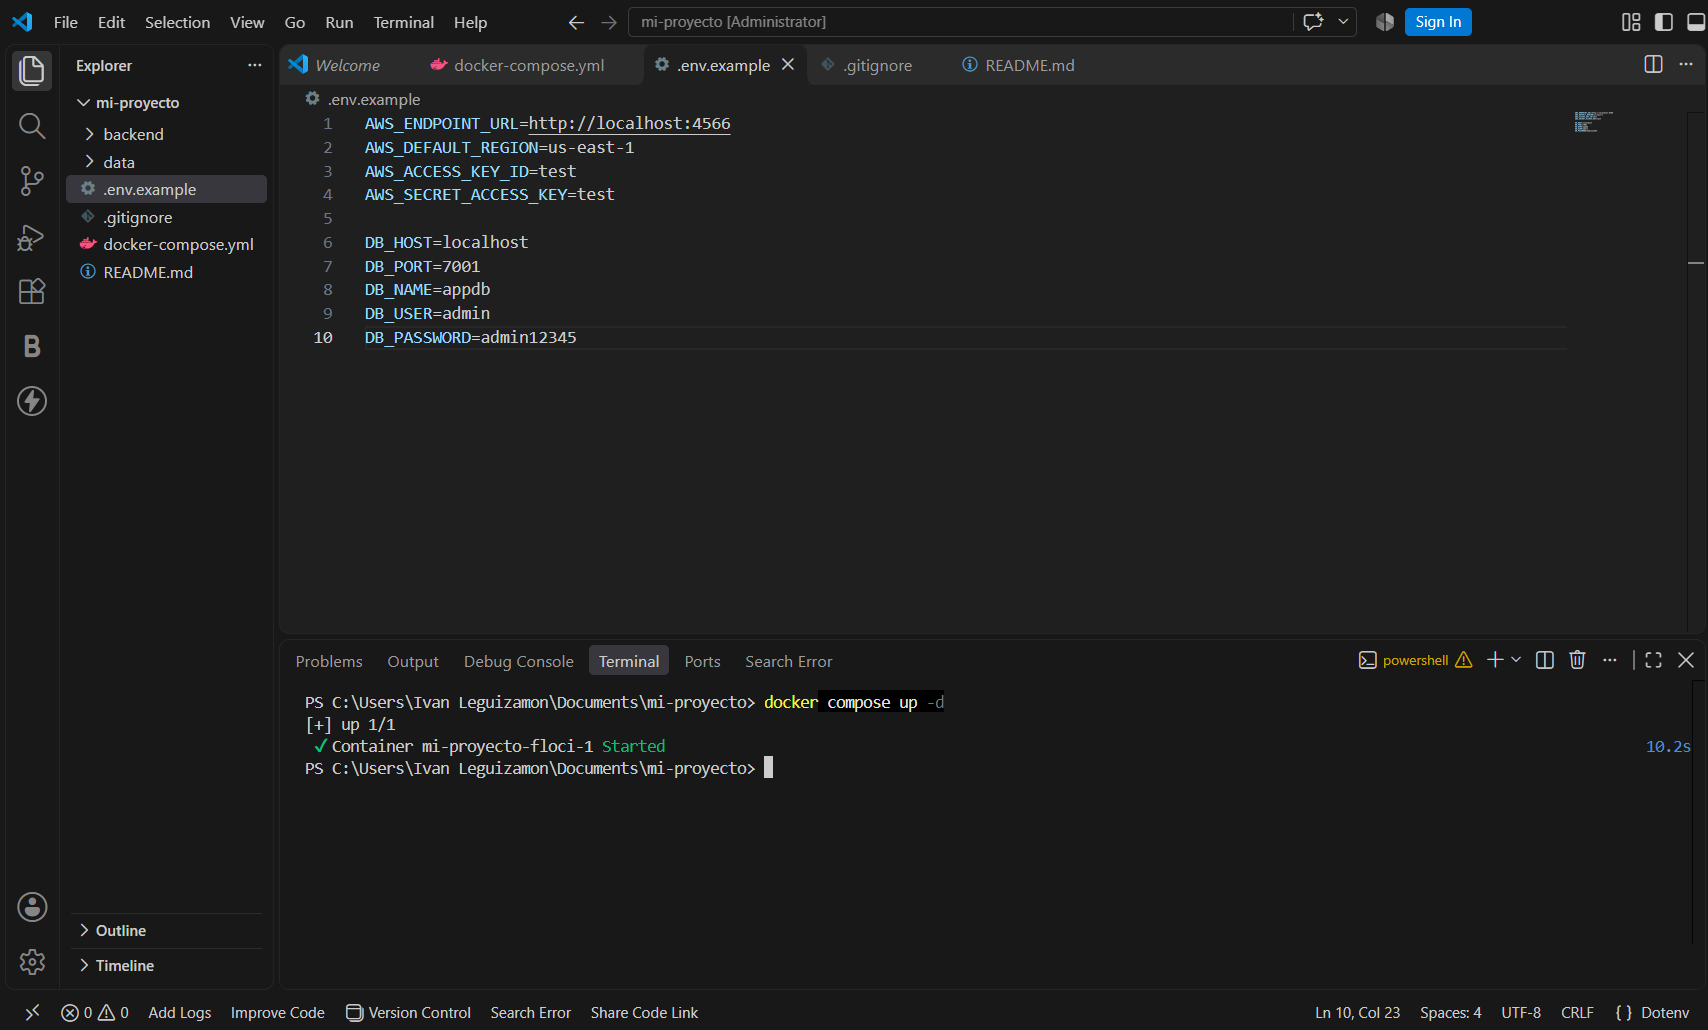 File Edit Selection View Go Run Terminal Help
mi-proyecto [Administrator]
Sign In
Explorer
mi-proyecto
backend
data
.env.example
.gitignore
docker-compose.yml
README.md
Outline
Timeline
Welcome docker-compose.yml .env.example .gitignore README.md
.env.example
1 AWS_ENDPOINT_URL=http://localhost:4566
2 AWS_DEFAULT_REGION=us-east-1
3 AWS_ACCESS_KEY_ID=test
4 AWS_SECRET_ACCESS_KEY=test
5
6 DB_HOST=localhost
7 DB_PORT=7001
8 DB_NAME=appdb
9 DB_USER=admin
10 DB_PASSWORD=admin12345
Problems Output Debug Console Terminal Ports Search Error
powershell
PS C:\Users\Ivan Leguizamon\Documents\mi-proyecto> docker compose up -d
[+] up 1/1
✓ Container mi-proyecto-floci-1 Started 10.2s
PS C:\Users\Ivan Leguizamon\Documents\mi-proyecto>
0 0 Add Logs Improve Code Version Control Search Error Share Code Link Ln 10, Col 23 Spaces: 4 UTF-8 CRLF { } Dotenv